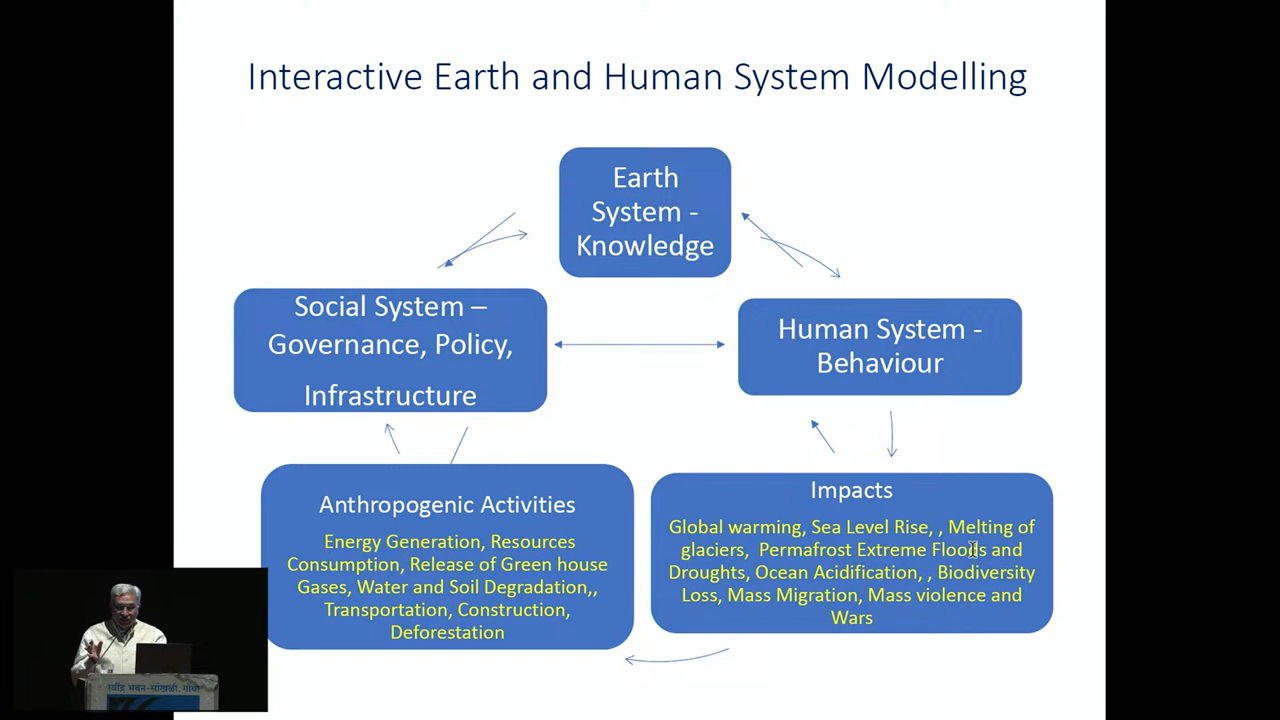 Interactive Earth and Human System Modelling
Earth
System -
Knowledge
Social System –
Governance, Policy,
Infrastructure
Human System -
Behaviour
Anthropogenic Activities
Energy Generation, Resources
Consumption, Release of Green house
Gases, Water and Soil Degradation,,
Transportation, Construction,
Deforestation
Impacts
Global warming, Sea Level Rise, , Melting of
glaciers, Permafrost Extreme Floods and
Droughts, Ocean Acidification, , Biodiversity
Loss, Mass Migration, Mass violence and
Wars
रवींद्र भवन-सांखळी, गोवा